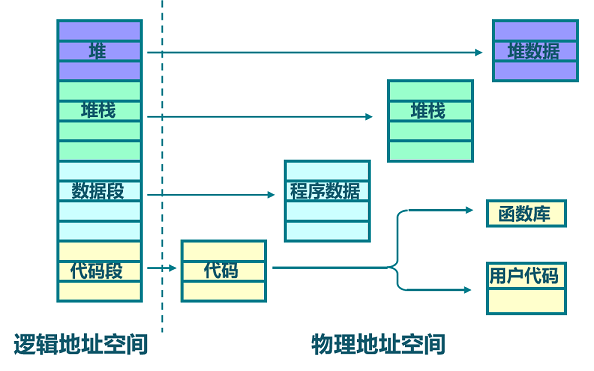 堆
堆数据
堆栈
堆栈
数据段
程序数据
函数库
代码段
代码
用户代码
逻辑地址空间
物理地址空间